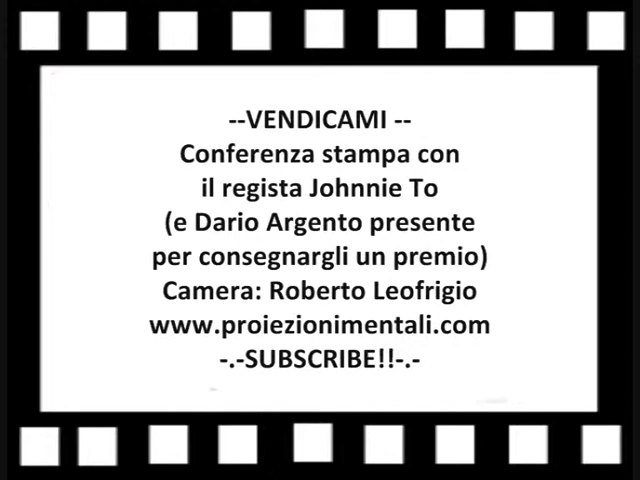 --VENDICAMI --
Conferenza stampa con
il regista Johnnie To
(e Dario Argento presente
per consegnargli un premio)
Camera: Roberto Leofrigio
www.proiezionimentali.com
-.-SUBSCRIBE!!-.-